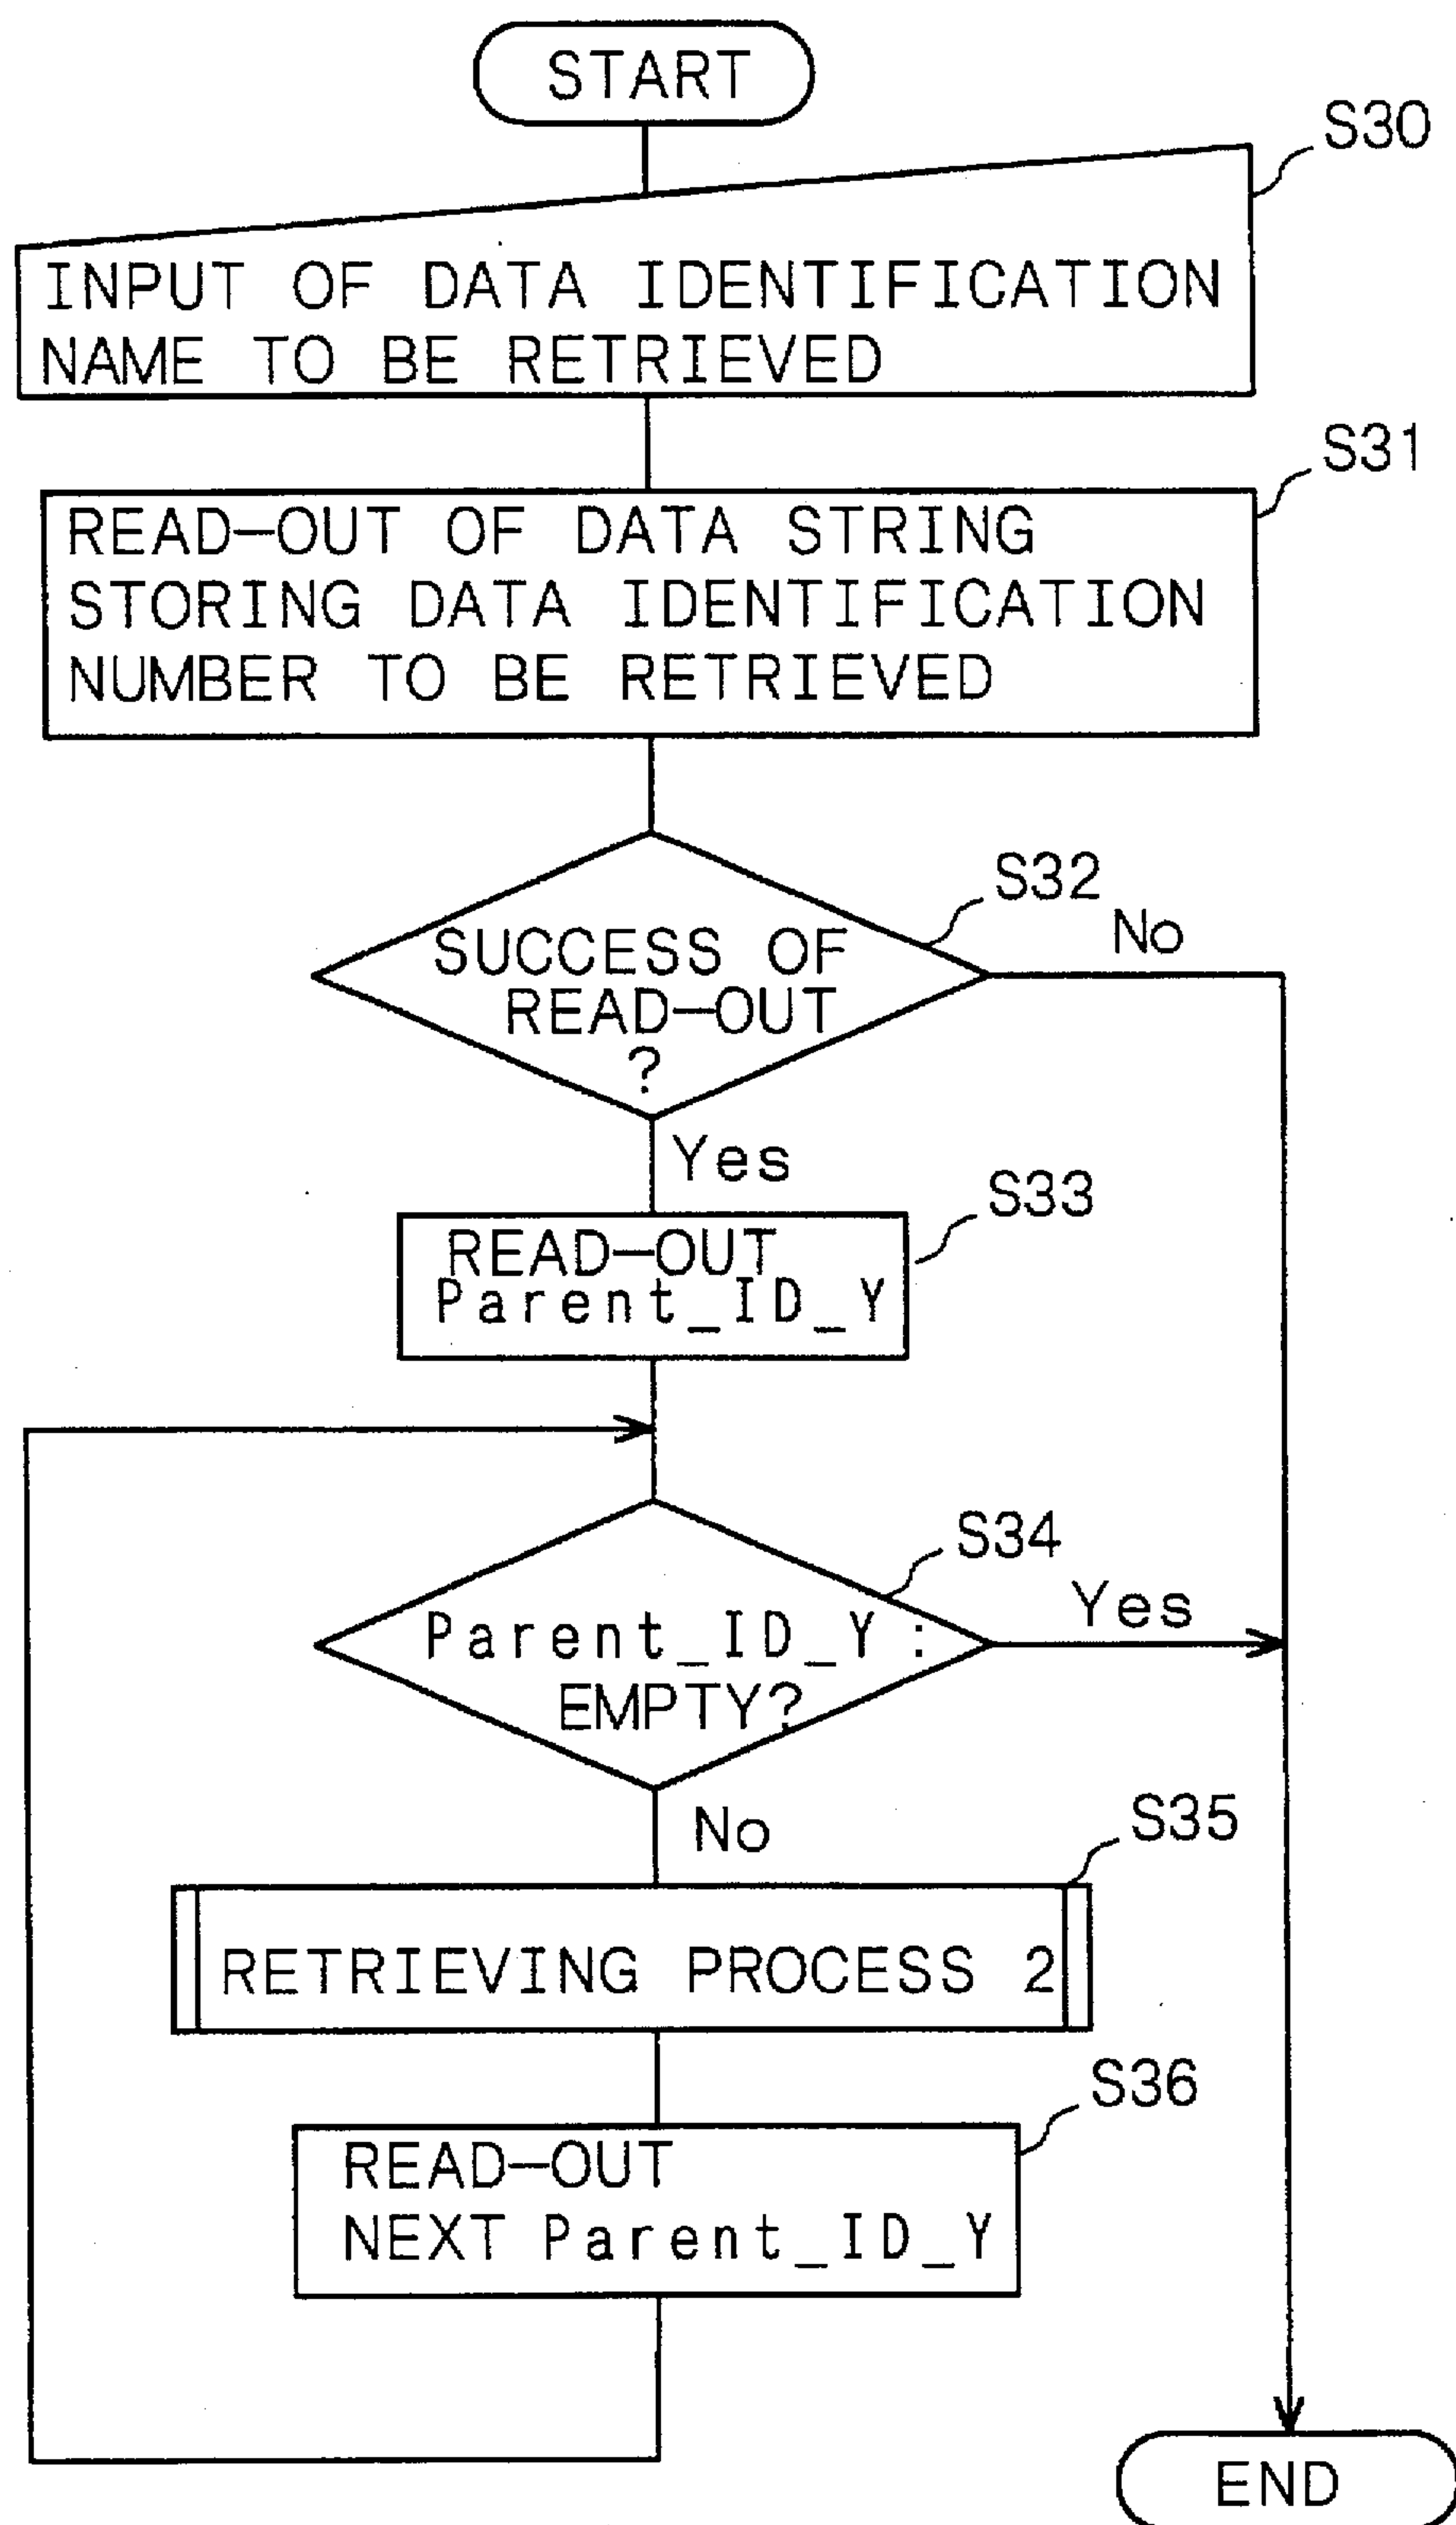 START
S30
INPUT OF DATA IDENTIFICATION
NAME TO BE RETRIEVED
S31
READ-OUT OF DATA STRING
STORING DATA IDENTIFICATION
NUMBER TO BE RETRIEVED
S32
No
SUCCESS OF
READ-OUT
?
Yes
S33
READ-OUT
Parent_ID_Y
S34
Yes
Parent_ID_Y :
EMPTY?
No
S35
RETRIEVING PROCESS 2
S36
READ-OUT
NEXT Parent_ID_Y
END